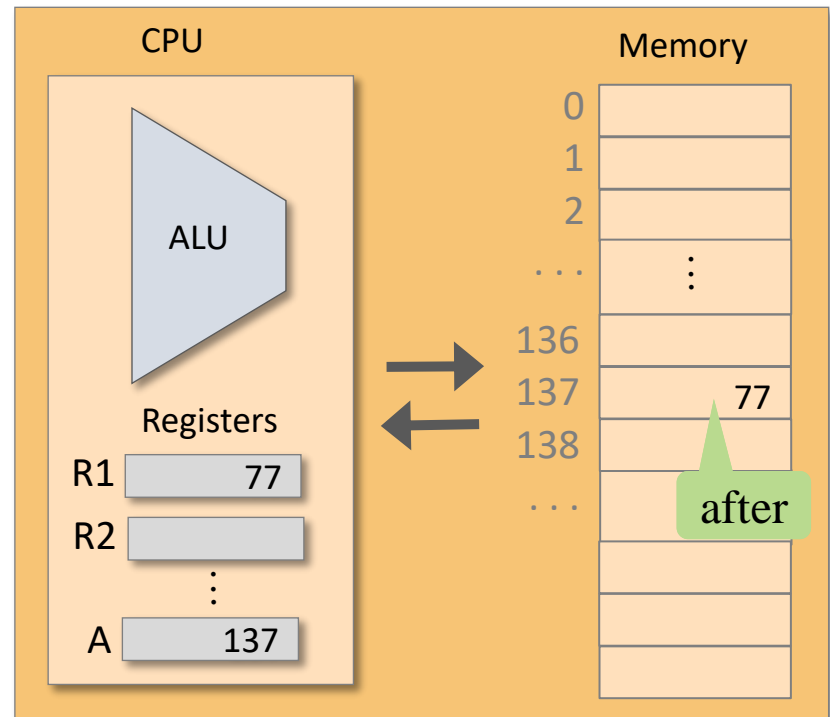 CPU
Memory
ALU
Registers
R1 77
R2
⋮
A 137
0
1
2
. . . ⋮
136
137 77
138
. . .
after